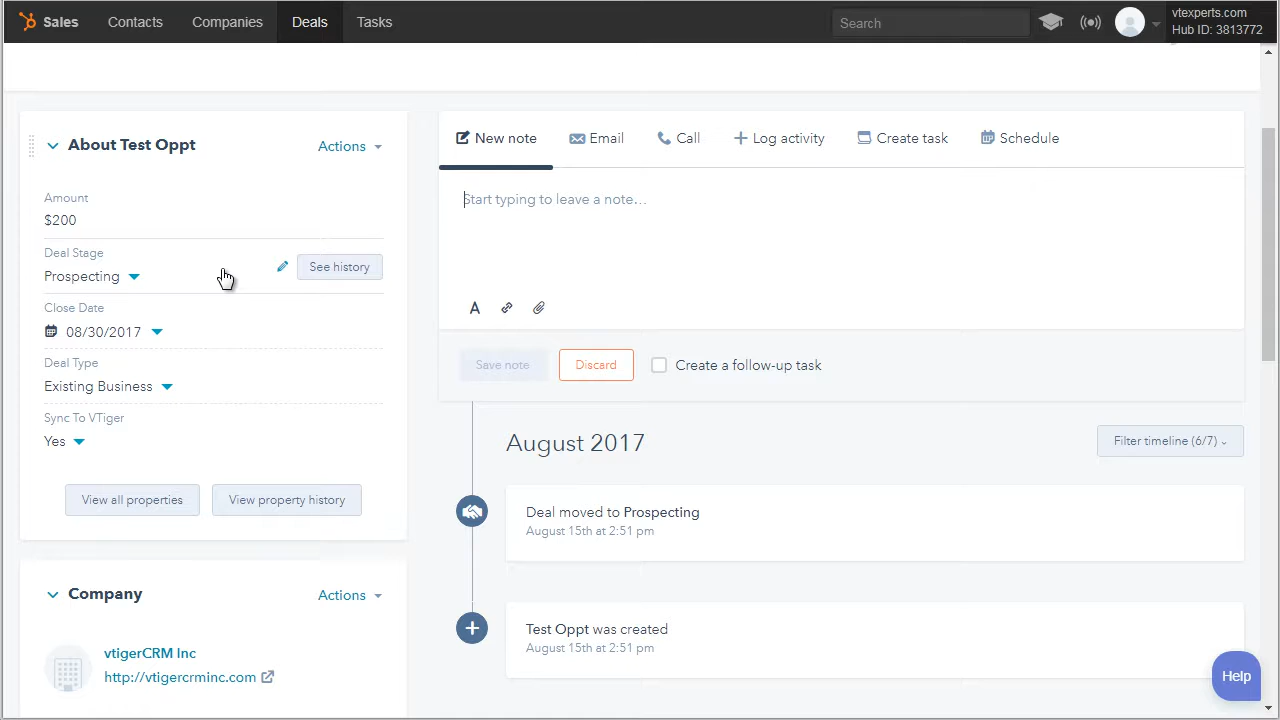 Sales Contacts Companies Deals Tasks Search vtexperts.com
Hub ID: 3813772
About Test Oppt Actions
Amount
$200
Deal Stage
Prospecting See history
Close Date
08/30/2017
Deal Type
Existing Business
Sync To VTiger
Yes
View all properties View property history
Company Actions
vtigerCRM Inc
http://vtigercrminc.com
New note Email Call Log activity Create task Schedule
Start typing to leave a note...
A
Save note Discard Create a follow-up task
August 2017 Filter timeline (6/7)
Deal moved to Prospecting
August 15th at 2:51 pm
Test Oppt was created
August 15th at 2:51 pm
Help